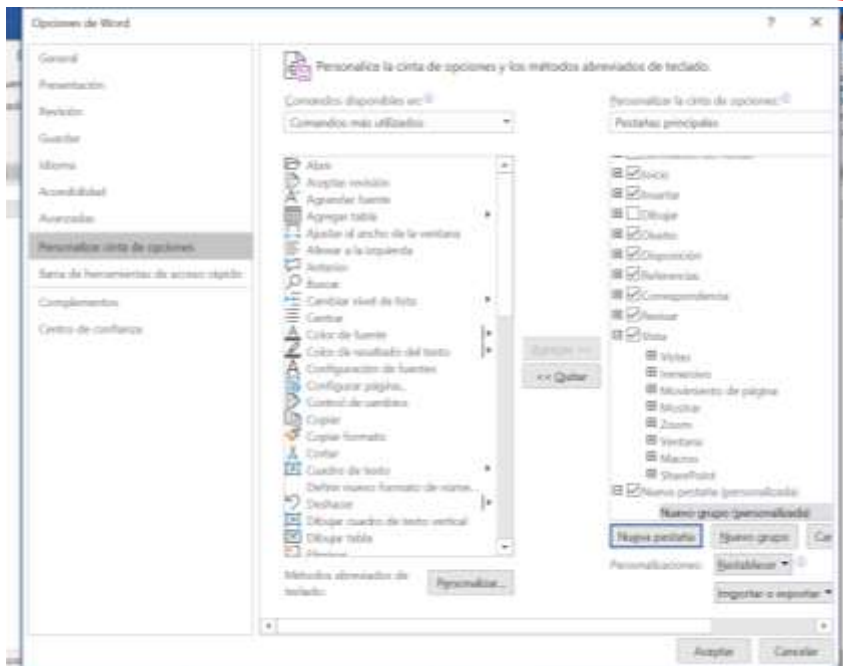 Opciones de Word
? ×
General
Presentación
Revisión
Guardar
Idioma
Accesibilidad
Avanzadas
Personalizar cinta de opciones
Barra de herramientas de acceso rápido
Complementos
Centro de confianza
Personalice la cinta de opciones y los métodos abreviados de teclado.
Comandos disponibles en:
Comandos más utilizados
Abrir
Aceptar revisión
Agrandar fuente
Agregar tabla
Ajustar al ancho de la ventana
Alinear a la izquierda
Anterior
Buscar
Cambiar nivel de lista
Centrar
Color de fuente
Color de resaltado del texto
Configuración de fuentes
Configurar página...
Control de cambios
Copiar
Copiar formato
Cortar
Cuadro de texto
Definir nuevo formato de núme...
Deshacer
Dibujar cuadro de texto vertical
Dibujar tabla
Eliminar
Métodos abreviados de
teclado:
Personalizar...
Agregar >>
<< Quitar
Personalizar la cinta de opciones:
Pestañas principales
Inicio
Insertar
Dibujar
Diseño
Disposición
Referencias
Correspondencia
Revisar
Vista
Vistas
Inmersivo
Movimiento de página
Mostrar
Zoom
Ventana
Macros
SharePoint
Nueva pestaña (personalizada)
Nuevo grupo (personalizada)
Nueva pestaña
Nuevo grupo
Ca
Personalizaciones:
Restablecer
Importar o exportar
Aceptar
Cancelar